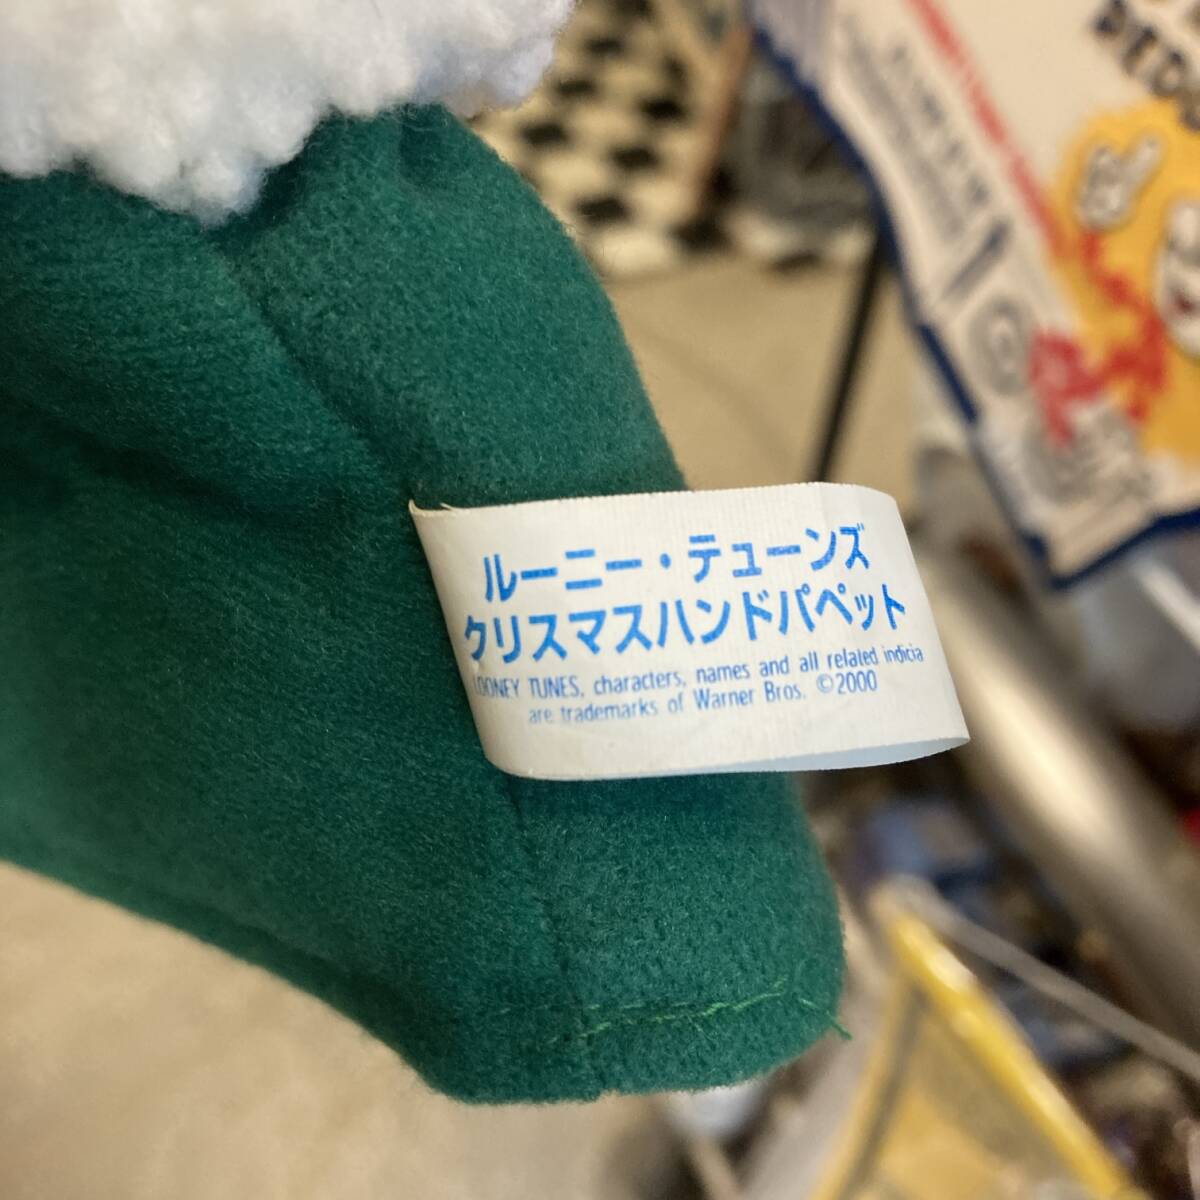 ルーニー・テューンズ
クリスマスハンドパペット
LOONEY TUNES, characters, names and all related indicia
are trademarks of Warner Bros. ©2000